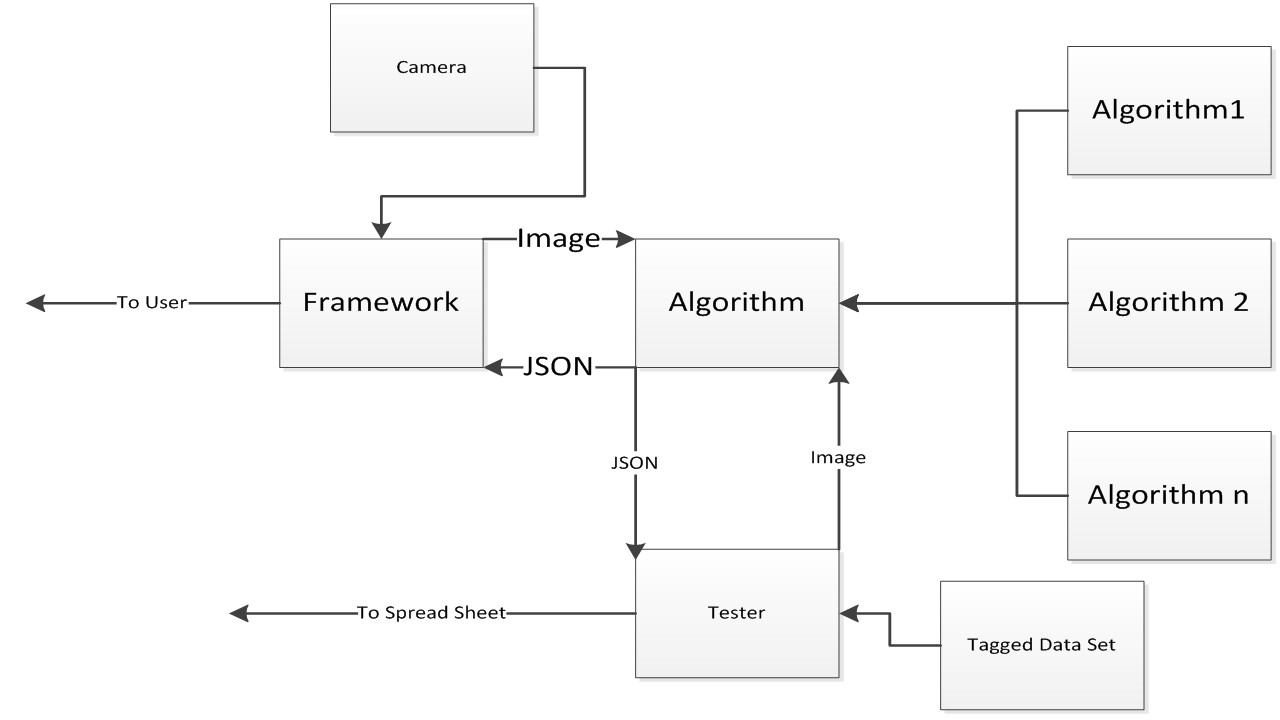 Camera
Algorithm1
Image
To User
Framework
Algorithm
Algorithm 2
JSON
JSON
Image
Algorithm n
To Spread Sheet
Tester
Tagged Data Set